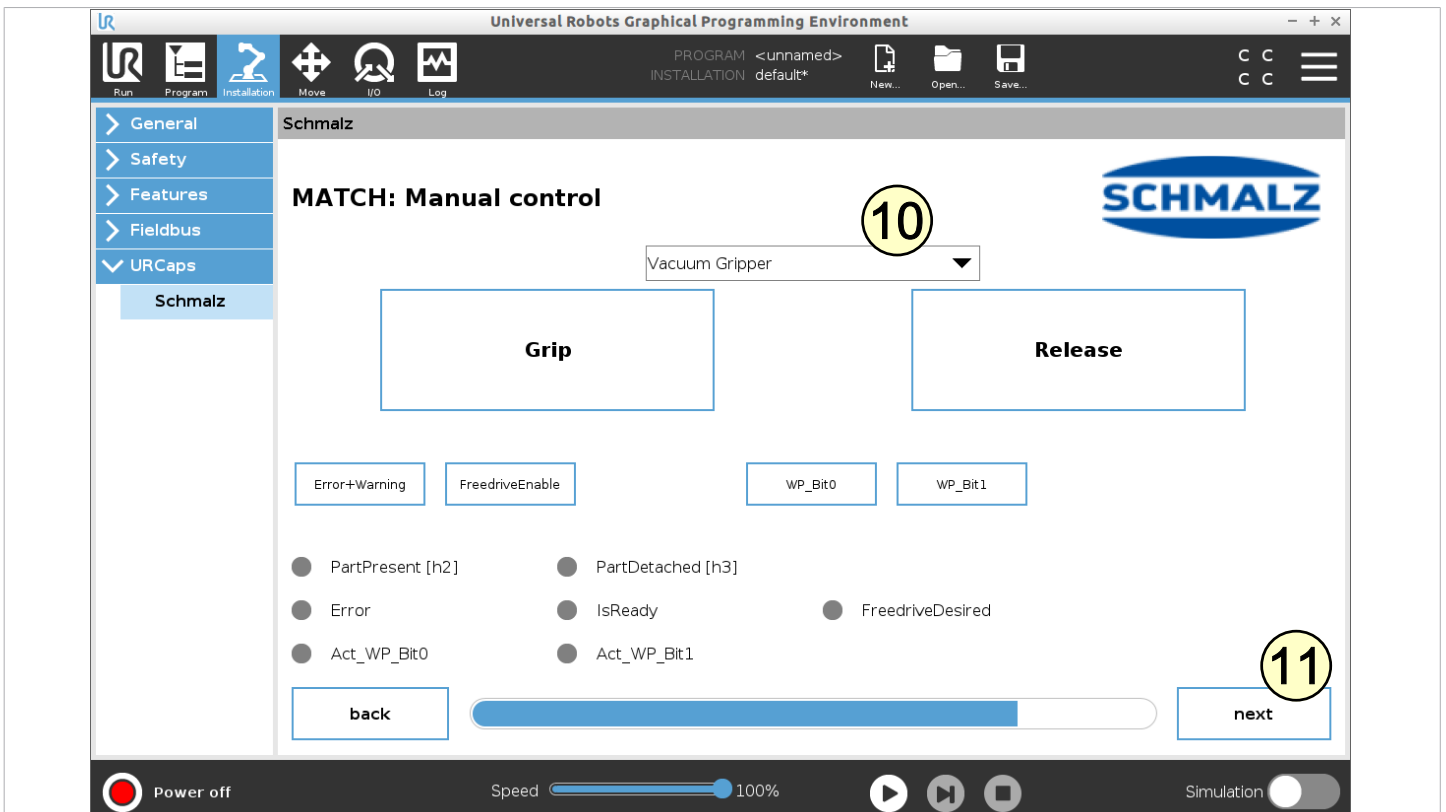 UR
Universal Robots Graphical Programming Environment
UR
PROGRAM <unnamed>
INSTALLATION default*
C C
C C
Run Program Installation Move I/O Log New... Open... Save...
General
Safety
Features
Fieldbus
URCaps
Schmalz
Schmalz
MATCH: Manual control
SCHMALZ
10
Vacuum Gripper
Grip
Release
Error+Warning FreedriveEnable WP_Bit0 WP_Bit1
PartPresent [h2] PartDetached [h3]
Error IsReady FreedriveDesired
Act_WP_Bit0 Act_WP_Bit1
11
back
next
Power off
Speed 100%
Simulation